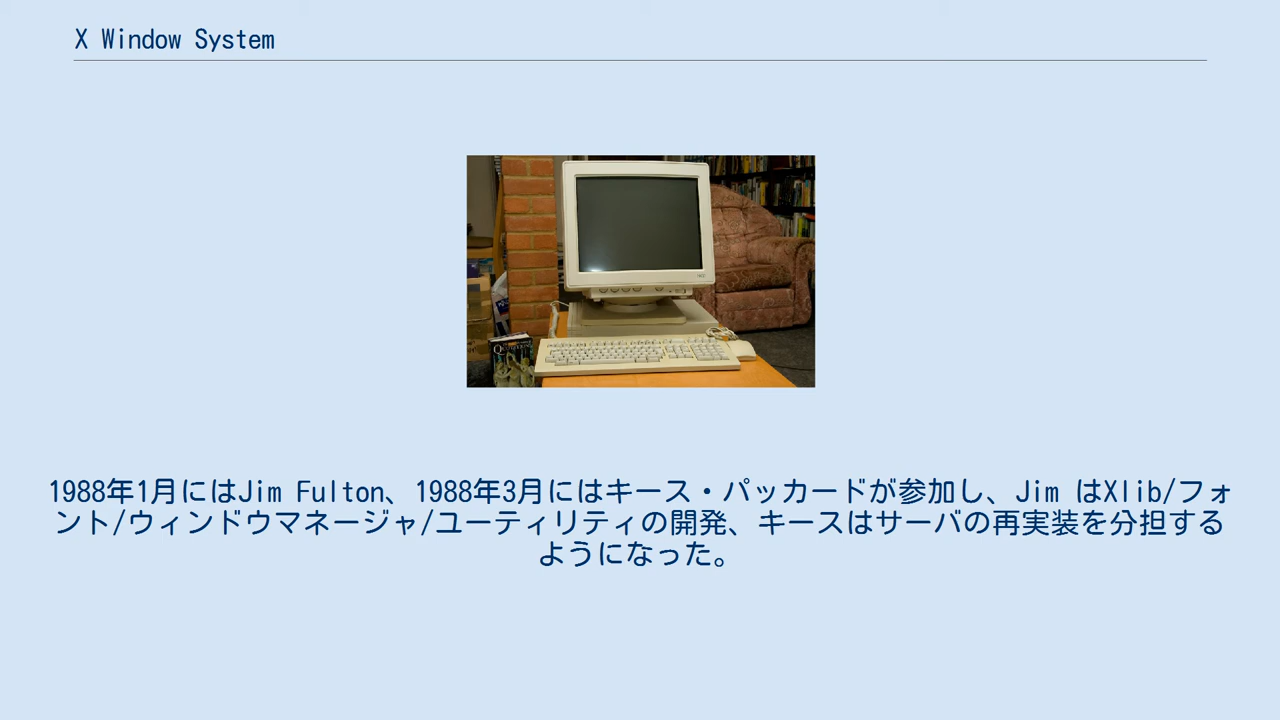 X Window System
1988年1月にはJim Fulton、1988年3月にはキース・パッカードが参加し、Jim はXlib/フォ
ント/ウィンドウマネージャ/ユーティリティの開発、キースはサーバの再実装を分担する
ようになった。